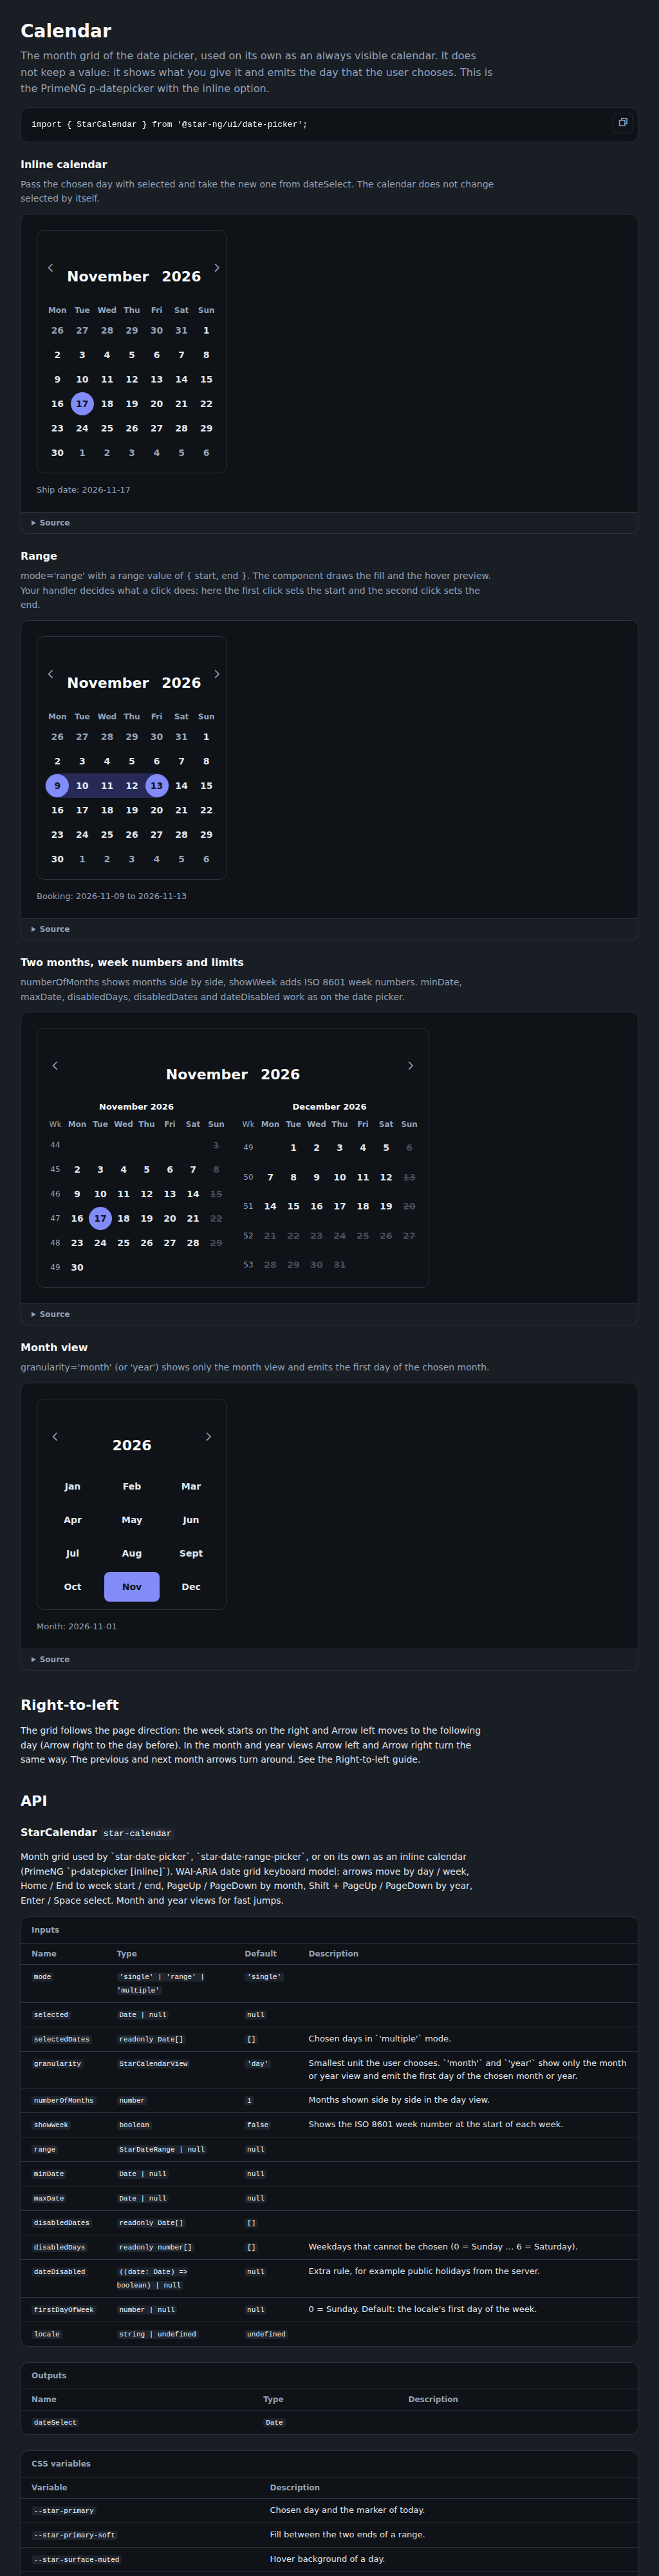 Calendar
The month grid of the date picker, used on its own as an always visible calendar. It does
not keep a value: it shows what you give it and emits the day that the user chooses. This is
the PrimeNG p-datepicker with the inline option.
import { StarCalendar } from '@star-ng/ui/date-picker';
Inline calendar
Pass the chosen day with selected and take the new one from dateSelect. The calendar does not change
selected by itself.
November 2026
Mon Tue Wed Thu Fri Sat Sun
26 27 28 29 30 31 1
2 3 4 5 6 7 8
9 10 11 12 13 14 15
16 17 18 19 20 21 22
23 24 25 26 27 28 29
30 1 2 3 4 5 6
Ship date: 2026-11-17
Source
Range
mode='range' with a range value of { start, end }. The component draws the fill and the hover preview.
Your handler decides what a click does: here the first click sets the start and the second click sets the
end.
November 2026
Mon Tue Wed Thu Fri Sat Sun
26 27 28 29 30 31 1
2 3 4 5 6 7 8
9 10 11 12 13 14 15
16 17 18 19 20 21 22
23 24 25 26 27 28 29
30 1 2 3 4 5 6
Booking: 2026-11-09 to 2026-11-13
Source
Two months, week numbers and limits
numberOfMonths shows months side by side, showWeek adds ISO 8601 week numbers. minDate,
maxDate, disabledDays, disabledDates and dateDisabled work as on the date picker.
November 2026
November 2026
Wk Mon Tue Wed Thu Fri Sat Sun
44 1
45 2 3 4 5 6 7 8
46 9 10 11 12 13 14 15
47 16 17 18 19 20 21 22
48 23 24 25 26 27 28 29
49 30
December 2026
Wk Mon Tue Wed Thu Fri Sat Sun
49 1 2 3 4 5 6
50 7 8 9 10 11 12 13
51 14 15 16 17 18 19 20
52 21 22 23 24 25 26 27
53 28 29 30 31
Source
Month view
granularity='month' (or 'year') shows only the month view and emits the first day of the chosen month.
2026
Jan Feb Mar
Apr May Jun
Jul Aug Sept
Oct Nov Dec
Month: 2026-11-01
Source
Right-to-left
The grid follows the page direction: the week starts on the right and Arrow left moves to the following
day (Arrow right to the day before). In the month and year views Arrow left and Arrow right turn the
same way. The previous and next month arrows turn around. See the Right-to-left guide.
API
StarCalendar star-calendar
Month grid used by `star-date-picker`, `star-date-range-picker`, or on its own as an inline calendar
(PrimeNG `p-datepicker [inline]`). WAI-ARIA date grid keyboard model: arrows move by day / week,
Home / End to week start / end, PageUp / PageDown by month, Shift + PageUp / PageDown by year,
Enter / Space select. Month and year views for fast jumps.
Inputs
Name Type Default Description
mode 'single' | 'range' | 'single'
'multiple'
selected Date | null null
selectedDates readonly Date[] [] Chosen days in `'multiple'` mode.
granularity StarCalendarView 'day' Smallest unit the user chooses. `'month'` and `'year'` show only the month
or year view and emit the first day of the chosen month or year.
numberOfMonths number 1 Months shown side by side in the day view.
showWeek boolean false Shows the ISO 8601 week number at the start of each week.
range StarDateRange | null null
minDate Date | null null
maxDate Date | null null
disabledDates readonly Date[] []
disabledDays readonly number[] [] Weekdays that cannot be chosen (0 = Sunday … 6 = Saturday).
dateDisabled ((date: Date) => null Extra rule, for example public holidays from the server.
boolean) | null
firstDayOfWeek number | null null 0 = Sunday. Default: the locale's first day of the week.
locale string | undefined undefined
Outputs
Name Type Description
dateSelect Date
CSS variables
Variable Description
--star-primary Chosen day and the marker of today.
--star-primary-soft Fill between the two ends of a range.
--star-surface-muted Hover background of a day.